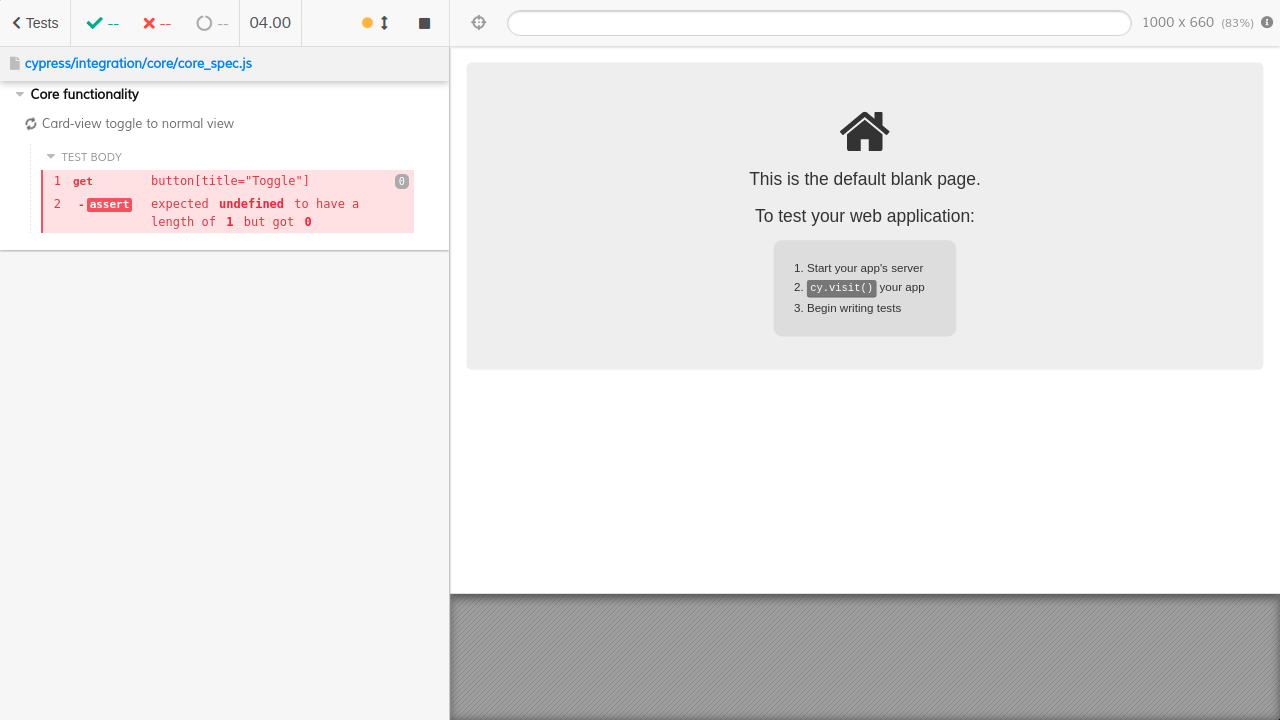 Tests
--
--
--
04.00
1000 x 660 (83%)
cypress/integration/core/core_spec.js
Core functionality
Card-view toggle to normal view
TEST BODY
1 get button[title="Toggle"] 0
2 -assert expected undefined to have a
length of 1 but got 0
This is the default blank page.
To test your web application:
1. Start your app's server
2. cy.visit() your app
3. Begin writing tests